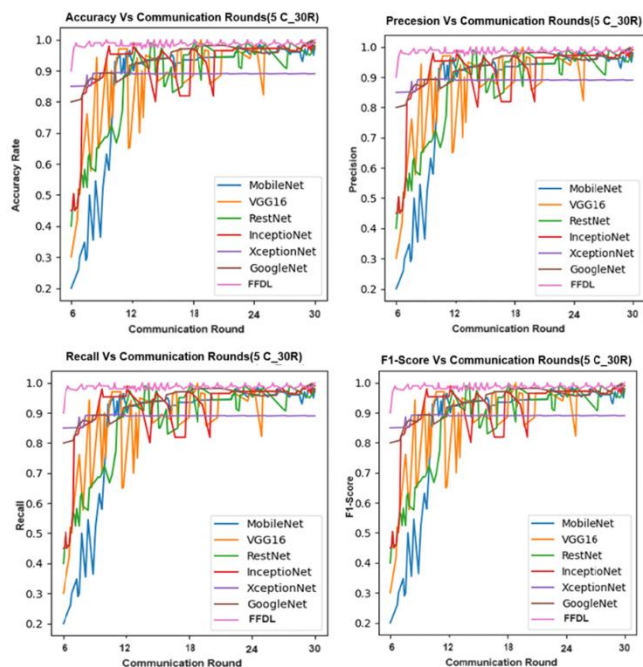 Accuracy Vs Communication Rounds(5 C_30R)
1.0
0.9
0.8
0.7
0.6
0.5
0.4
0.3
0.2
Accuracy Rate
MobileNet
VGG16
RestNet
InceptioNet
XceptionNet
GoogleNet
FFDL
6 12 18 24 30
Communication Round
Precesion Vs Communication Rounds(5 C_30R)
1.0
0.9
0.8
0.7
0.6
0.5
0.4
0.3
0.2
Precision
MobileNet
VGG16
RestNet
InceptioNet
XceptionNet
GoogleNet
FFDL
6 12 18 24 30
Communication Round
Recall Vs Communication Rounds(5 C_30R)
1.0
0.9
0.8
0.7
0.6
0.5
0.4
0.3
0.2
Recall
MobileNet
VGG16
RestNet
InceptioNet
XceptionNet
GoogleNet
FFDL
6 12 18 24 30
Communication Round
F1-Score Vs Communication Rounds(5 C_30R)
1.0
0.9
0.8
0.7
0.6
0.5
0.4
0.3
0.2
F1-Score
MobileNet
VGG16
RestNet
InceptioNet
XceptionNet
GoogleNet
FFDL
6 12 18 24 30
Communication Round